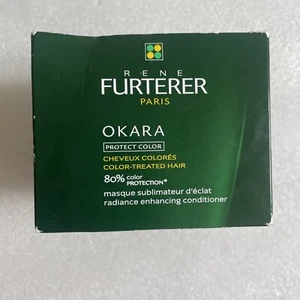 RENE
FURTERER
PARIS
OKARA
PROTECT COLOR
CHEVEUX COLORÉS
COLOR-TREATED HAIR
80% color
PROTECTION*
masque sublimateur d'éclat
radiance enhancing conditioner